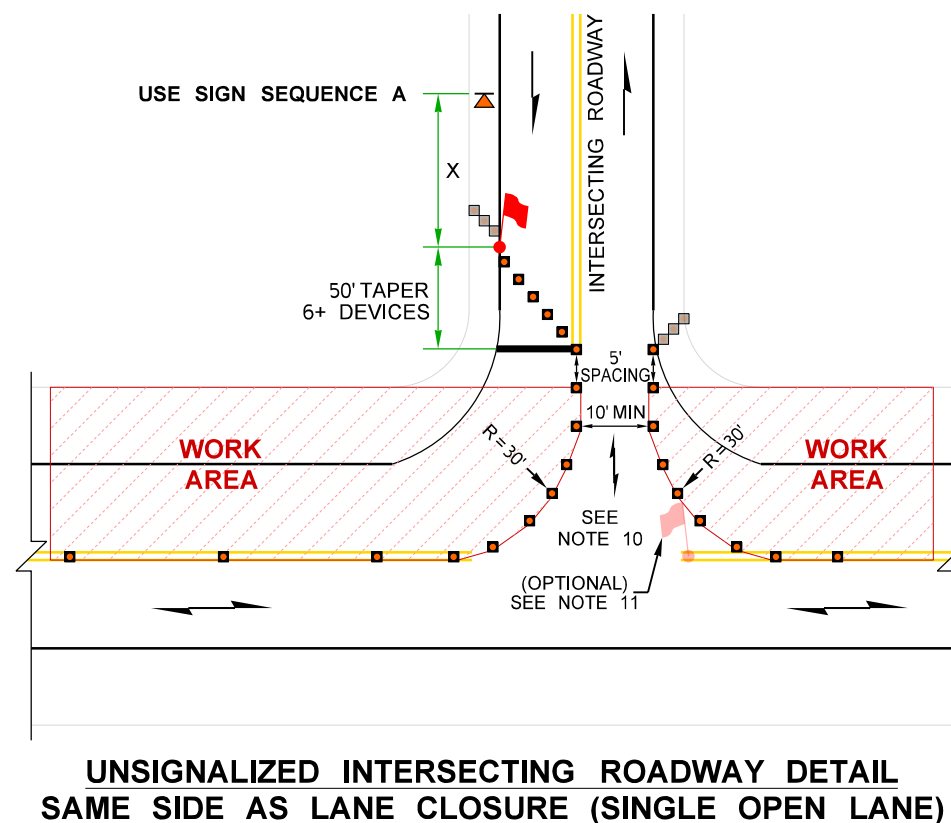 USE SIGN SEQUENCE A
INTERSECTING ROADWAY
X
50' TAPER
6+ DEVICES
5'
SPACING
10' MIN
WORK
AREA
R = 30'
R = 30'
WORK
AREA
SEE
NOTE 10
(OPTIONAL)
SEE NOTE 11
UNSIGNALIZED INTERSECTING ROADWAY DETAIL
SAME SIDE AS LANE CLOSURE (SINGLE OPEN LANE)